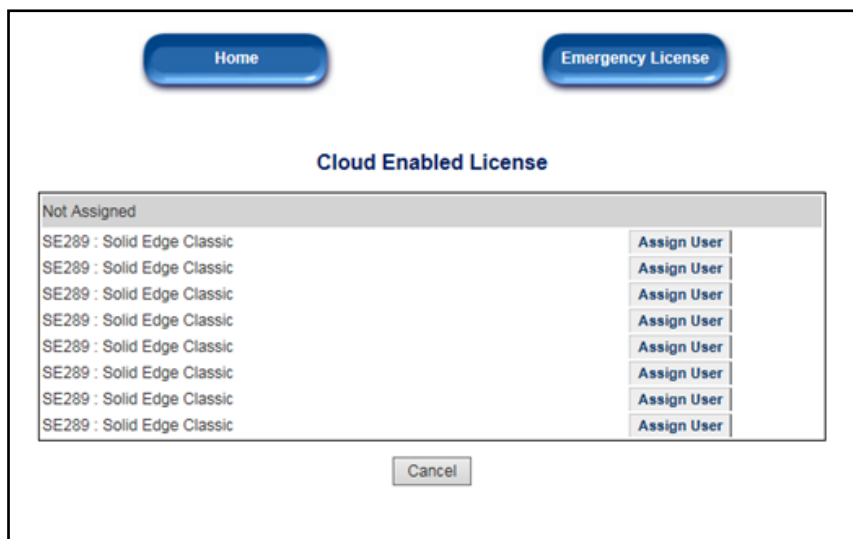 Home Emergency License
Cloud Enabled License
Not Assigned
SE289 : Solid Edge Classic Assign User
SE289 : Solid Edge Classic Assign User
SE289 : Solid Edge Classic Assign User
SE289 : Solid Edge Classic Assign User
SE289 : Solid Edge Classic Assign User
SE289 : Solid Edge Classic Assign User
SE289 : Solid Edge Classic Assign User
SE289 : Solid Edge Classic Assign User
Cancel